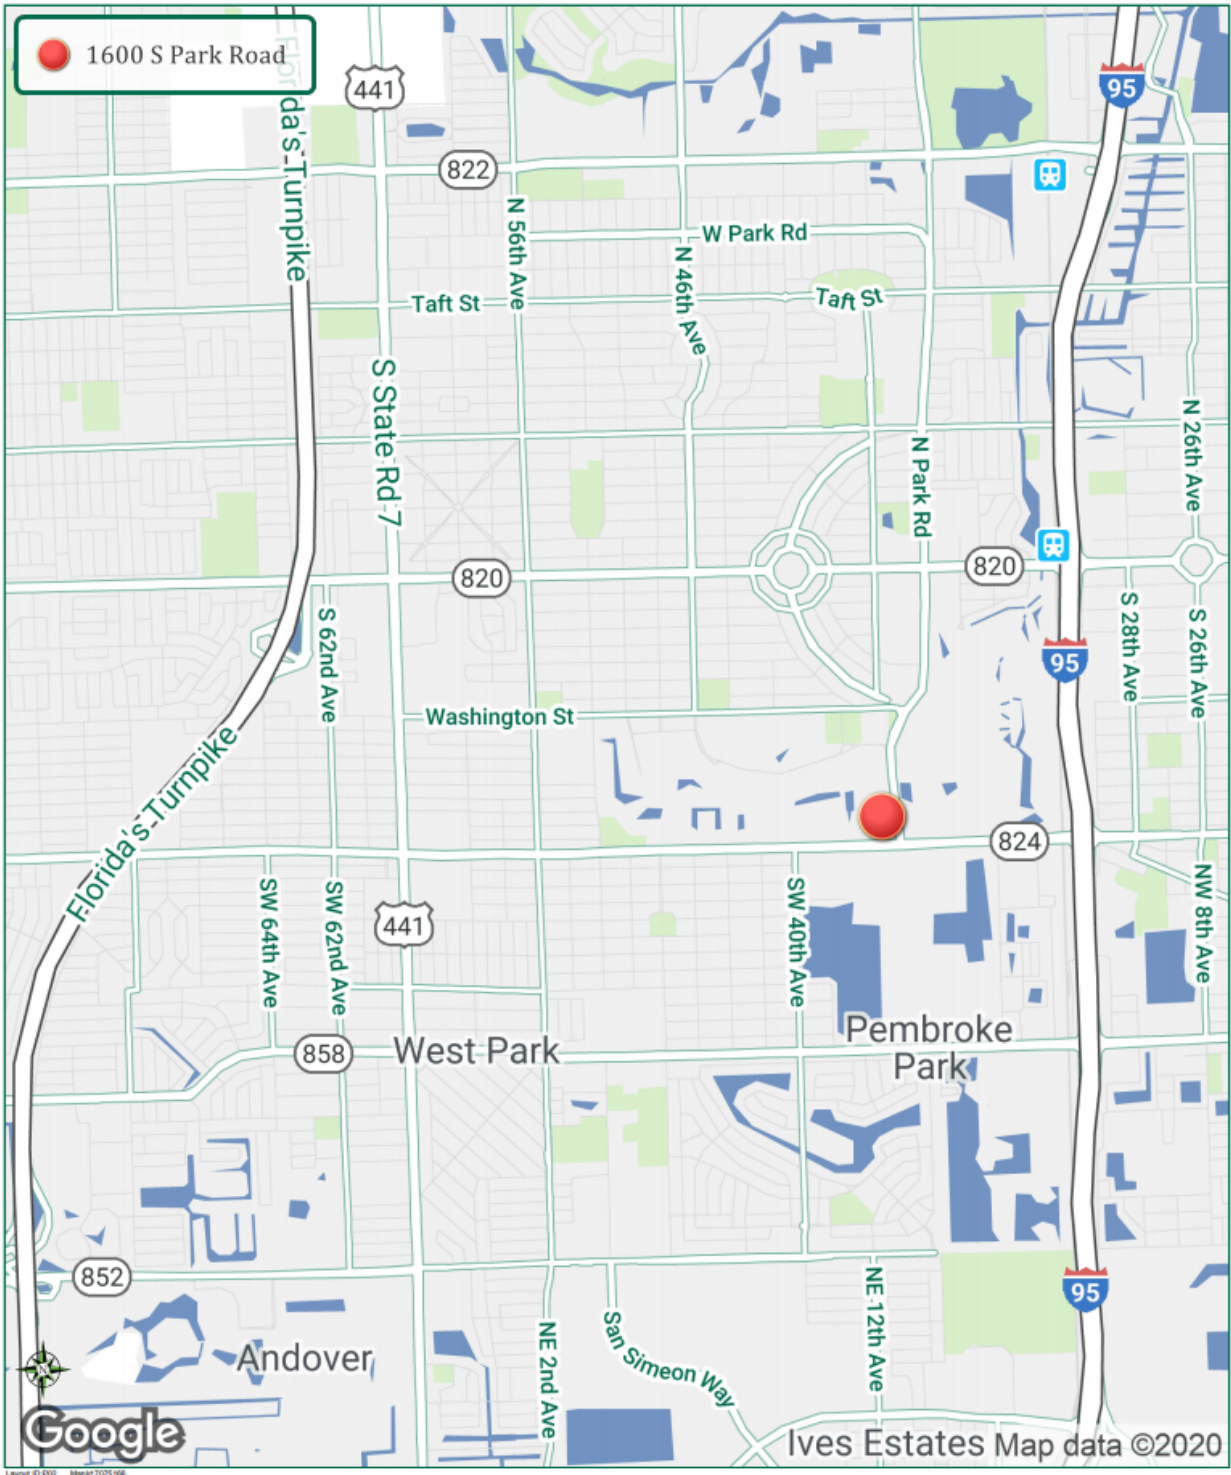 1600 S Park Road
Florida's Turnpike
441
95
822
N 56th Ave
W Park Rd
N 46th Ave
Taft St
Taft St
S State Rd 7
N Park Rd
N 26th Ave
820
820
S 62nd Ave
S 28th Ave
S 26th Ave
95
Washington St
Florida's Turnpike
824
SW 64th Ave
SW 62nd Ave
441
SW 40th Ave
NW 8th Ave
858
West Park
Pembroke
Park
852
95
NE 12th Ave
San Simeon Way
NE 2nd Ave
Andover
N
Google
Ives Estates
Map data ©2020